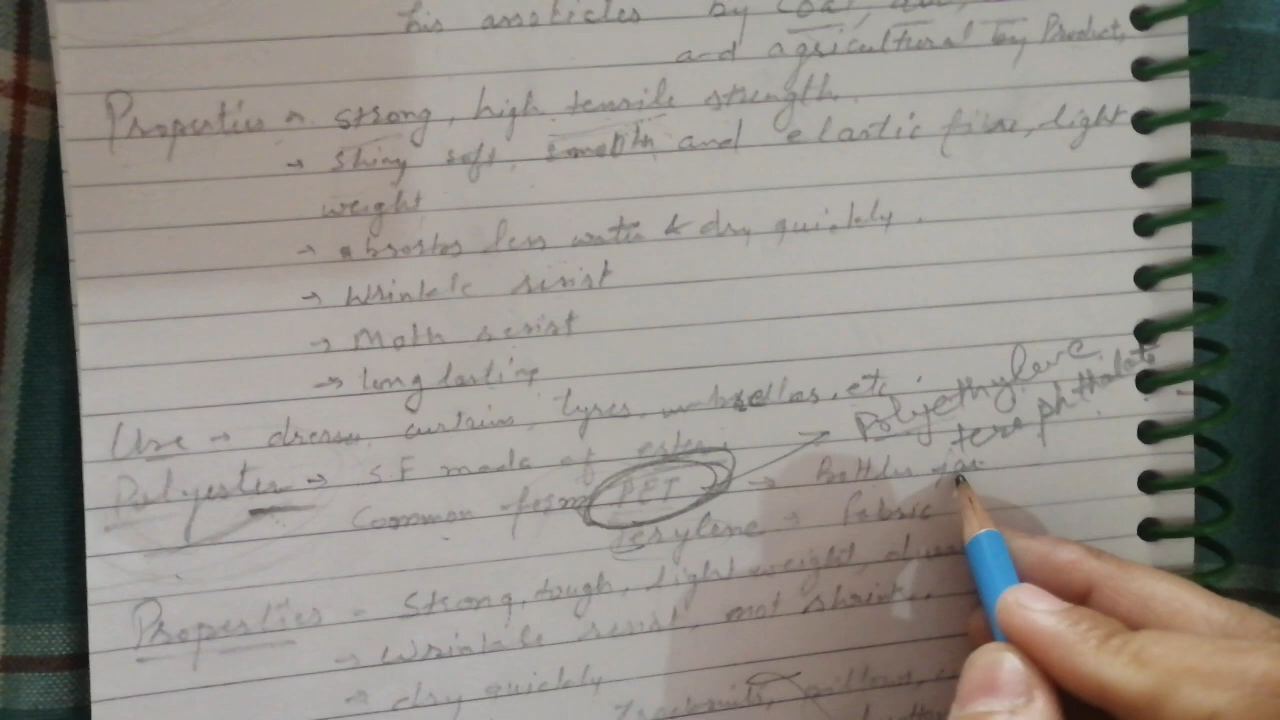 his by Coal,
and agricultural by Product,
Properties → strong, high tensile strength.
→ shiny soft, smooth and elastic fibre, light
weight
→ absorbs less water & dry quickly.
→ Wrinkle resist
→ Moth resist
→ long lasting
Use → dresses, curtains, tyres, umbrellas, etc.
Polyethylene
terephthalate
Polyester → S.F made of ester,
Common form PET → Bottles, jar
Terylene → fabric
Properties - Strong, tough, light weight,
→ Wrinkle resist, not shrink.
→ dry quickly
pillows,